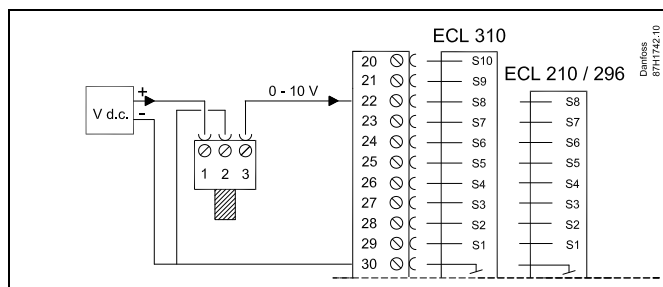 ECL 310
Danfoss
87H1742.10
ECL 210 / 296
V d.c.
+
-
0 - 10 V
1 2 3
20 S10
21 S9
22 S8 S8
23 S7 S7
24 S6 S6
25 S5 S5
26 S4 S4
27 S3 S3
28 S2 S2
29 S1 S1
30